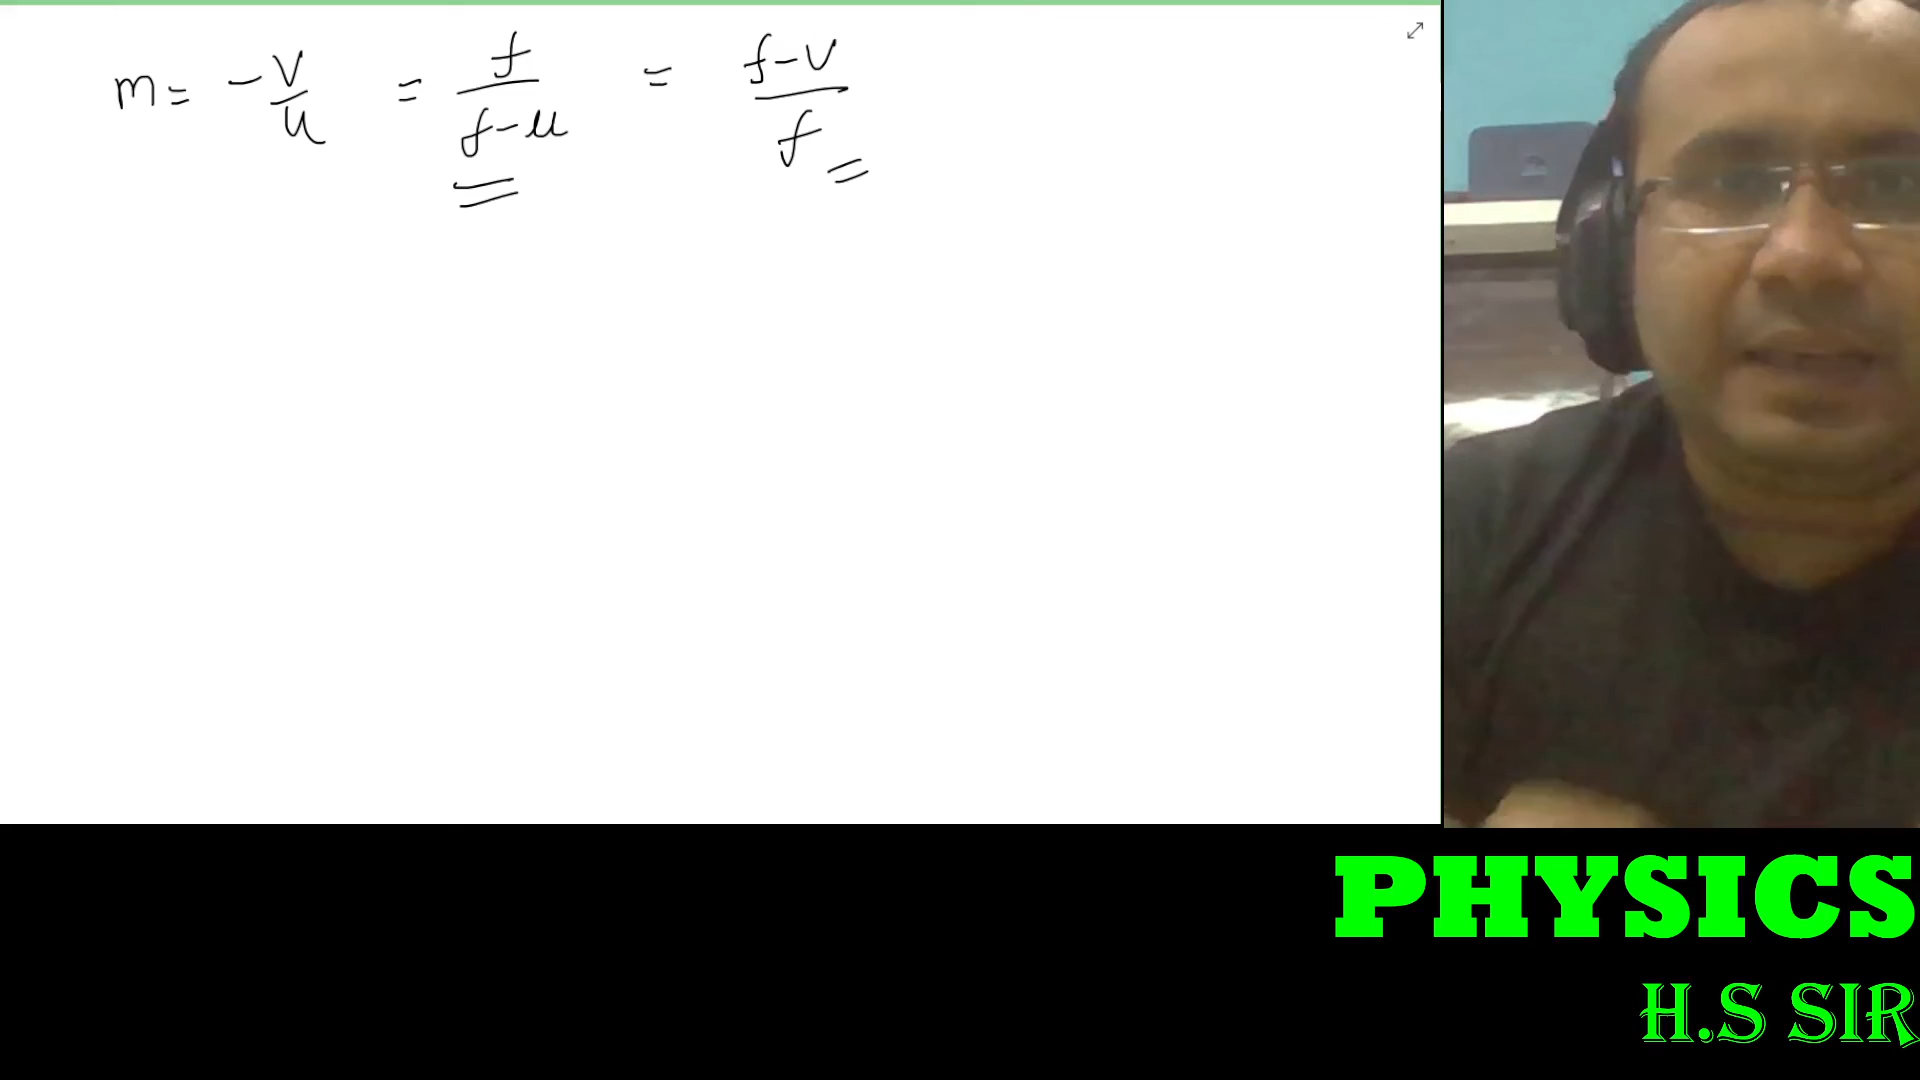 m = -v/u = f/f-u = f-v/f
PHYSICS
H.S SIR